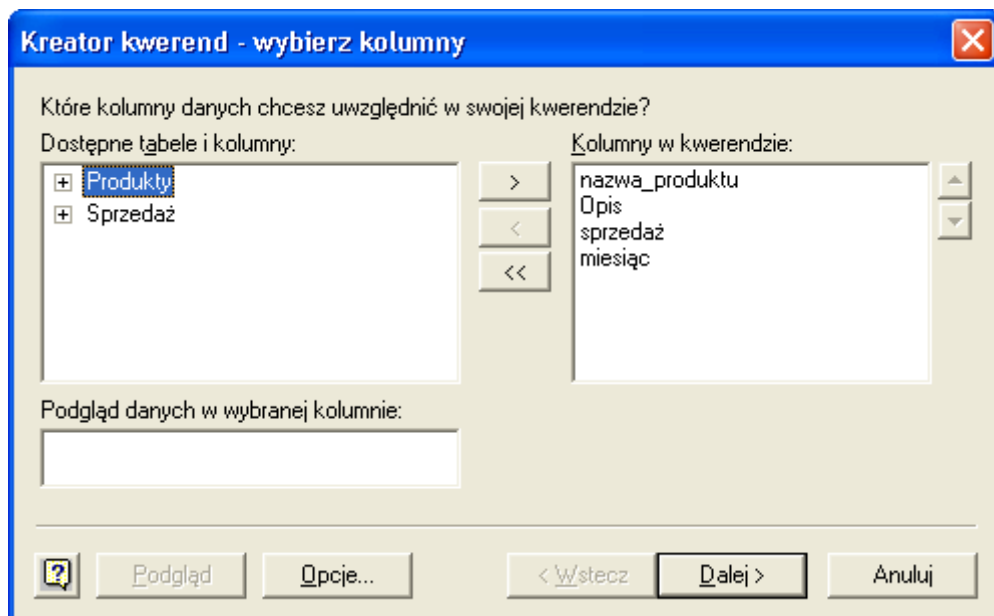 Kreator kwerend - wybierz kolumny
Które kolumny danych chcesz uwzględnić w swojej kwerendzie?
Dostępne tabele i kolumny:
Produkty
Sprzedaż
>
<
<<
Kolumny w kwerendzie:
nazwa_produktu
Opis
sprzedaż
miesiąc
Podgląd danych w wybranej kolumnie:
Podgląd
Opcje...
< Wstecz
Dalej >
Anuluj